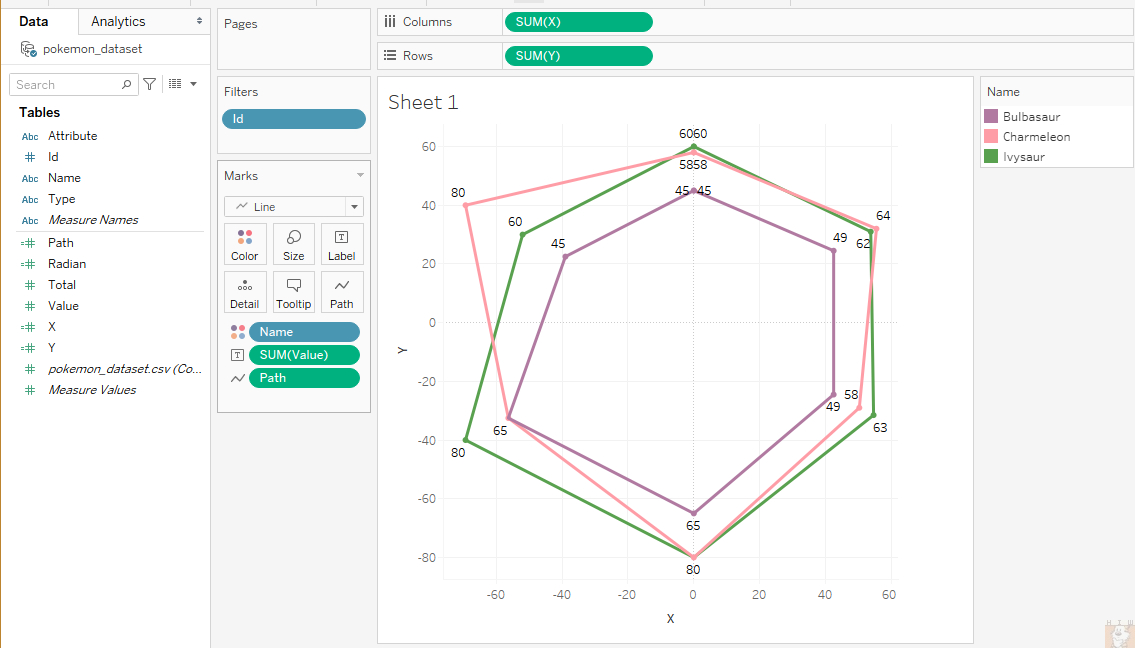 Data
Analytics
pokemon_dataset
Search
Tables
Abc Attribute
# Id
Abc Name
Abc Type
Abc Measure Names
=# Path
=# Radian
# Total
# Value
=# X
=# Y
# pokemon_dataset.csv (Co...
# Measure Values
Pages
Filters
Id
Marks
Line
Color Size Label
Detail Tooltip Path
Name
T SUM(Value)
Path
Columns SUM(X)
Rows SUM(Y)
Sheet 1
60
40
20
0
-20
-40
-60
-80
Y
6060
5858
45 45
80
60
45
64
49 62
65
80
58
49
63
65
80
-60 -40 -20 0 20 40 60
X
Name
Bulbasaur
Charmeleon
Ivysaur